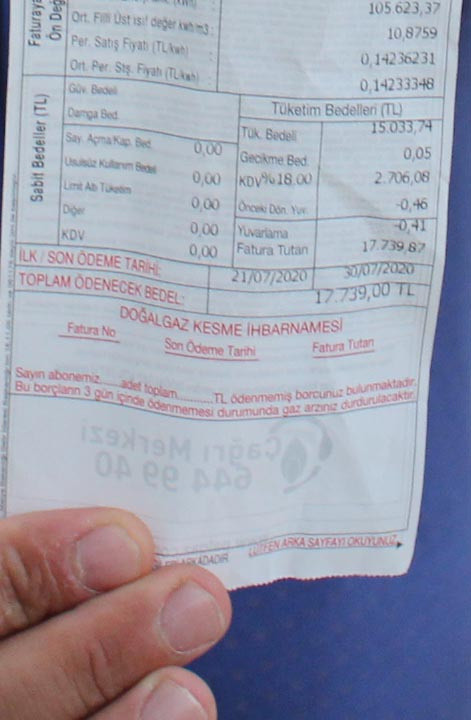 Faturaya
Ön Değ
105.623,37
Ort. Fiili Üst ısıl değer kwh/m3 : 10,8759
Per. Satış Fiyatı (TL/kwh) : 0,14236231
Ort. Per. Stş. Fiyatı (TL/kwh) : 0,14233348
Sabit Bedeller (TL)
Güv. Bedeli
Damga Bed.
Say. Açma/Kap. Bed. 0,00
Usulsüz Kullanım Bedeli 0,00
Limit Altı Tüketim 0,00
Diğer 0,00
KDV 0,00
Tüketim Bedelleri (TL)
Tük. Bedeli 15.033,74
Gecikme Bed. 0,05
KDV%18.00 2.706,08
Önceki Dön. Yuv. -0,46
Yuvarlama -0,41
Fatura Tutarı 17.739,87
İLK / SON ÖDEME TARİHİ: 21/07/2020 30/07/2020
TOPLAM ÖDENECEK BEDEL: 17.739,00 TL
DOĞALGAZ KESME İHBARNAMESİ
Fatura No Son Ödeme Tarihi Fatura Tutarı
Sayın abonemiz......adet toplam............TL ödenmemiş borcunuz bulunmaktadır.
Bu borçların 3 gün içinde ödenmemesi durumunda gaz arzınız durdurulacaktır.
Çağrı Merkezi
644 99 40
LÜTFEN ARKA SAYFAYI OKUYUNUZ